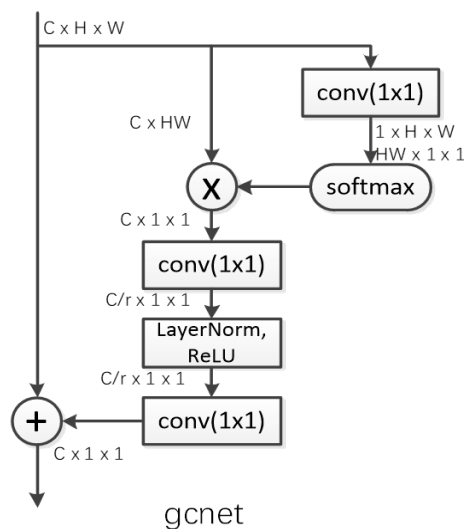 C x H x W
conv(1x1)
C x HW
1 x H x W
HW x 1 x 1
X
softmax
C x 1 x 1
conv(1x1)
C/r x 1 x 1
LayerNorm,
ReLU
C/r x 1 x 1
+
conv(1x1)
C x 1 x 1
gcnet